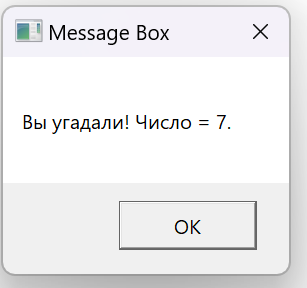 Message Box
Вы угадали! Число = 7.
OK